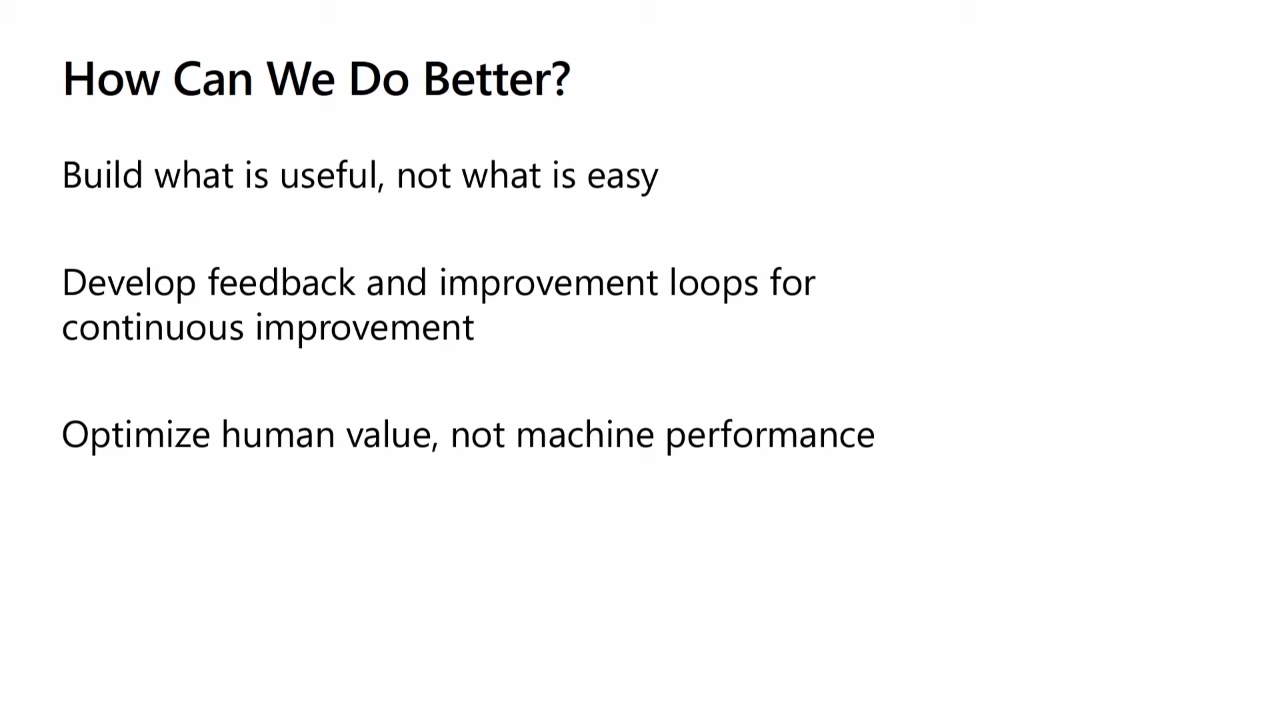 How Can We Do Better?
Build what is useful, not what is easy
Develop feedback and improvement loops for
continuous improvement
Optimize human value, not machine performance